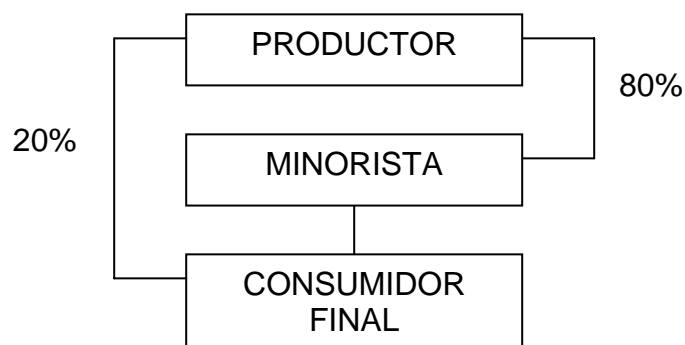 PRODUCTOR
80%
20%
MINORISTA
CONSUMIDOR
FINAL